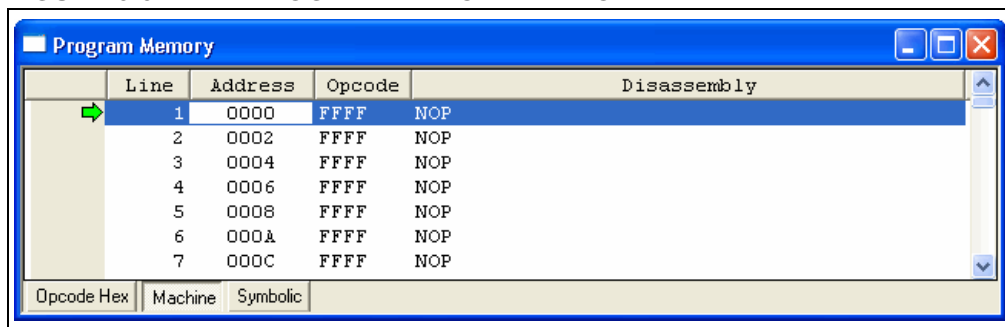 Program Memory
Line Address Opcode Disassembly
1 0000 FFFF NOP
2 0002 FFFF NOP
3 0004 FFFF NOP
4 0006 FFFF NOP
5 0008 FFFF NOP
6 000A FFFF NOP
7 000C FFFF NOP
Opcode Hex Machine Symbolic